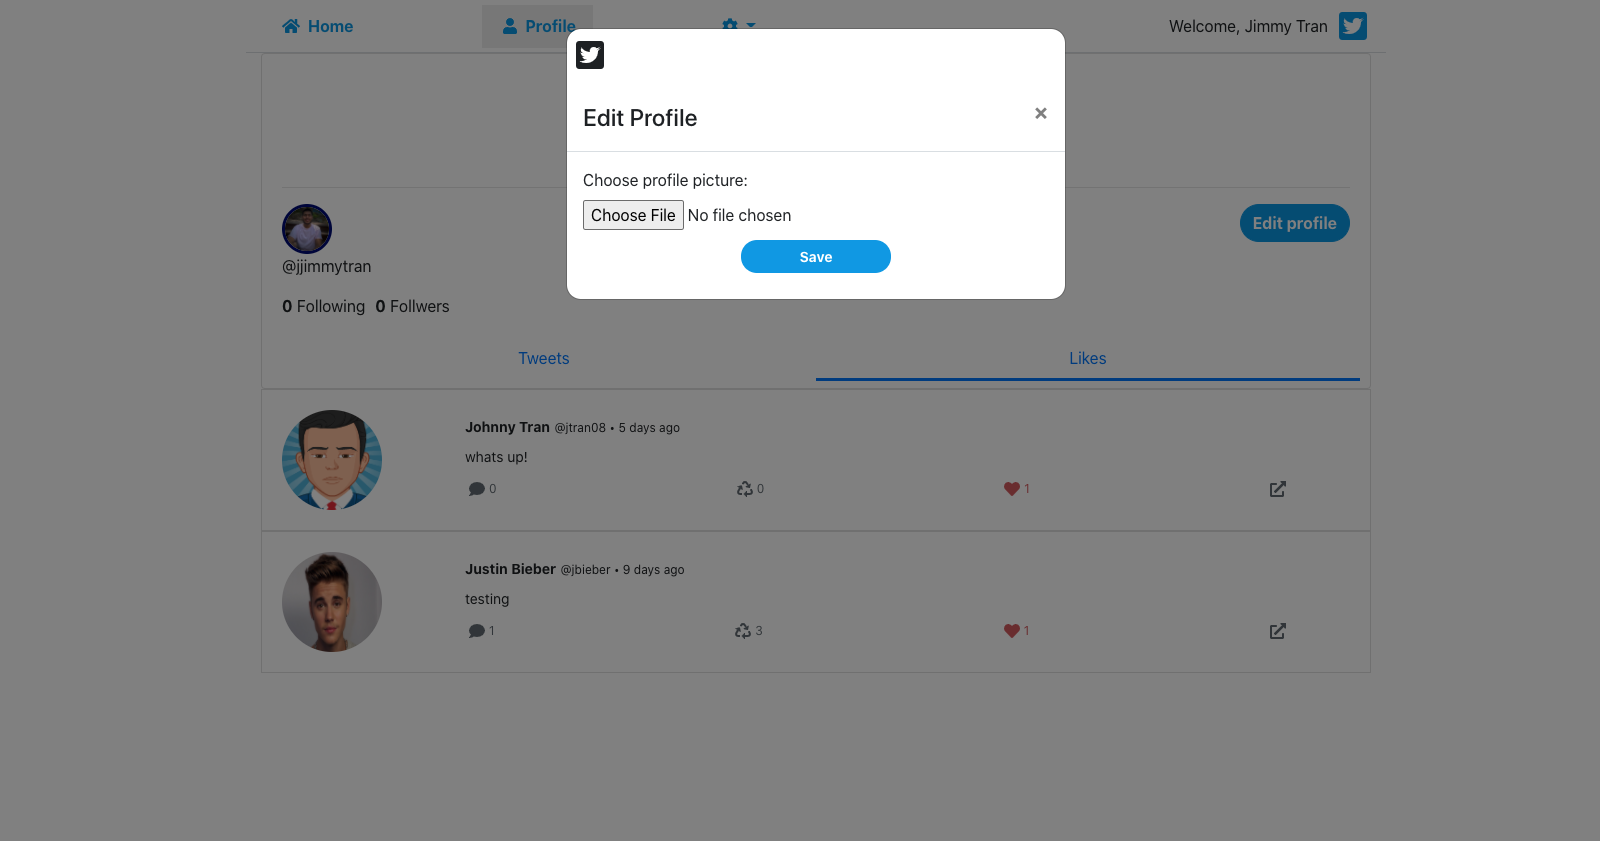 Home Profile Welcome, Jimmy Tran
Edit Profile ×
Choose profile picture:
Choose File No file chosen
Save
Edit profile
@jjimmytran
0 Following 0 Follwers
Tweets Likes
Johnny Tran @jtran08 • 5 days ago
whats up!
0 0 1
Justin Bieber @jbieber • 9 days ago
testing
1 3 1